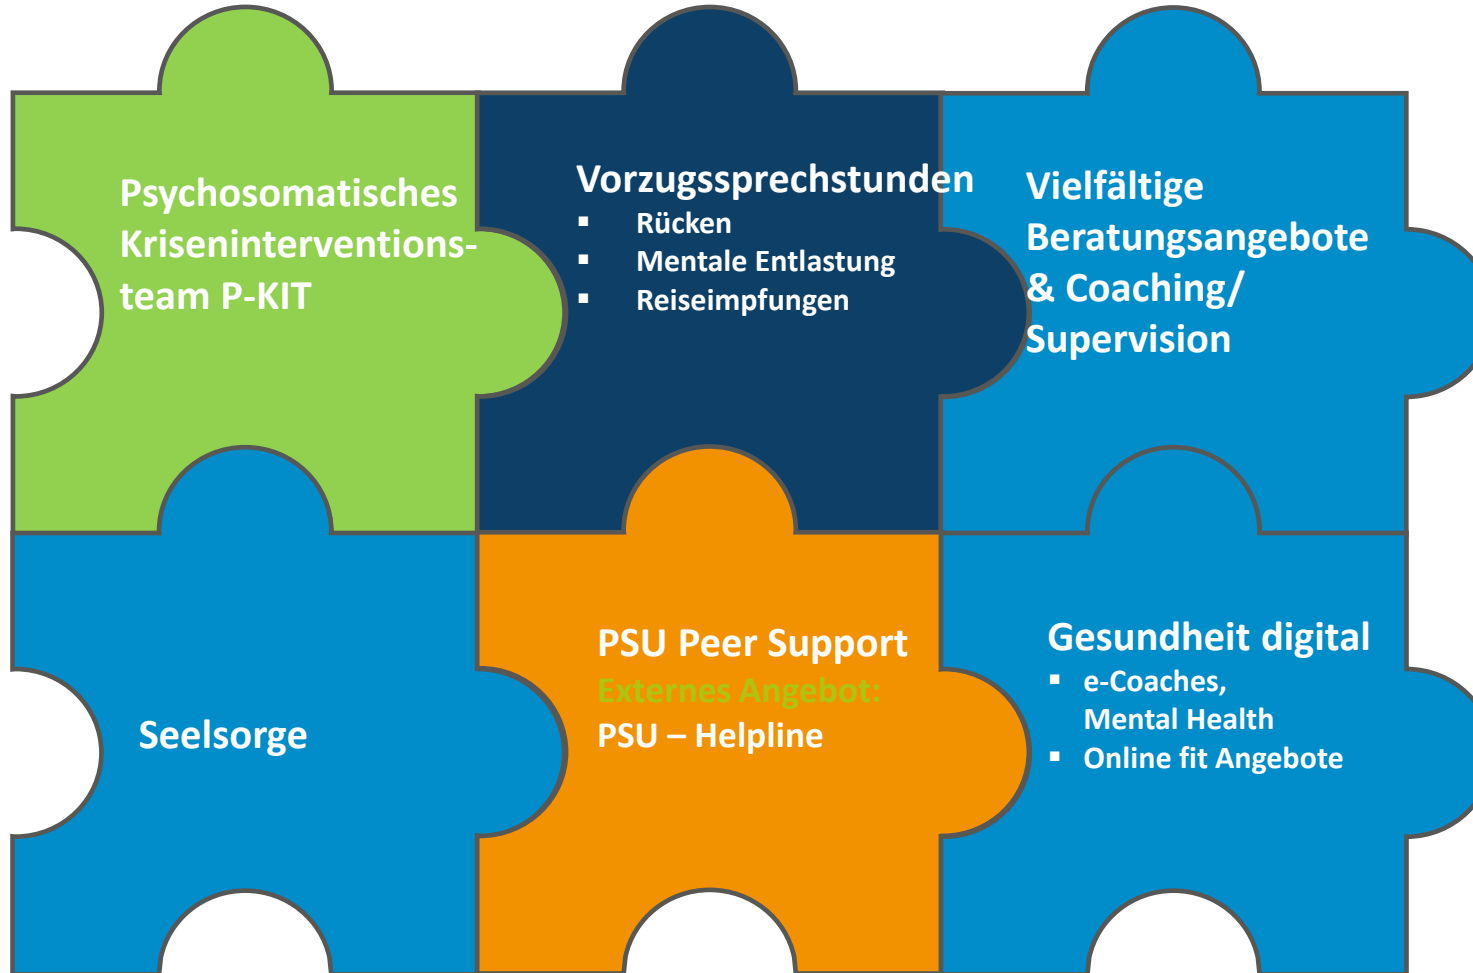 Psychosomatisches
Kriseninterventions-
team P-KIT
Vorzugssprechstunden
▪ Rücken
▪ Mentale Entlastung
▪ Reiseimpfungen
Vielfältige
Beratungsangebote
& Coaching/
Supervision
Seelsorge
PSU Peer Support
Externes Angebot:
PSU – Helpline
Gesundheit digital
▪ e-Coaches,
Mental Health
▪ Online fit Angebote